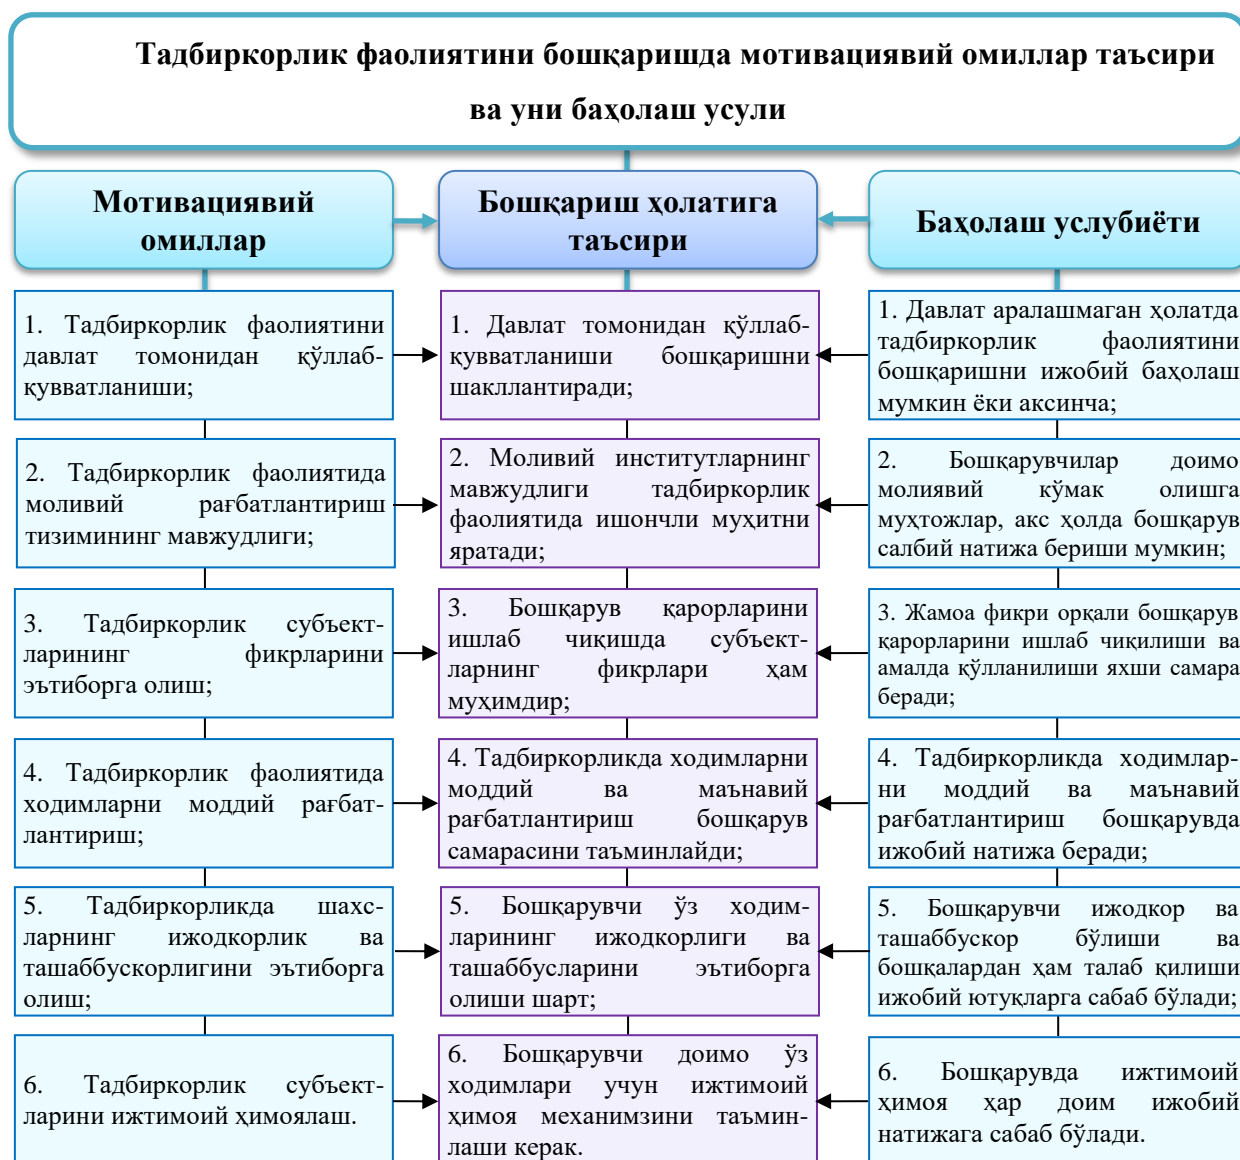 Тадбиркорлик фаолиятини бошқаришда мотивациявий омиллар таъсири
ва уни баҳолаш усули
Мотивациявий
омиллар
Бошқариш ҳолатига
таъсири
Баҳолаш услубиёти
1. Тадбиркорлик фаолиятини
давлат томонидан қўллаб-
қувватланиши;
1. Давлат томонидан қўллаб-
қувватланиши бошқаришни
шакллантиради;
1. Давлат аралашмаган ҳолатда
тадбиркорлик фаолиятини
бошқаришни ижобий баҳолаш
мумкин ёки аксинча;
2. Тадбиркорлик фаолиятида
моливий рағбатлантириш
тизимининг мавжудлиги;
2. Моливий институтларнинг
мавжудлиги тадбиркорлик
фаолиятида ишончли муҳитни
яратади;
2. Бошқарувчилар доимо
молиявий кўмак олишга
муҳтожлар, акс ҳолда бошқарув
салбий натижа бериши мумкин;
3. Тадбиркорлик субъект-
ларининг фикрларини
эътиборга олиш;
3. Бошқарув қарорларини
ишлаб чиқишда субъект-
ларнинг фикрлари ҳам
муҳимдир;
3. Жамоа фикри орқали бошқарув
қарорларини ишлаб чиқилиши ва
амалда қўлланилиши яхши самара
беради;
4. Тадбиркорлик фаолиятида
ходимларни моддий рағбат-
лантириш;
4. Тадбиркорликда ходимларни
моддий ва маънавий
рағбатлантириш бошқарув
самарасини таъминлайди;
4. Тадбиркорликда ходимлар-
ни моддий ва маънавий
рағбатлантириш бошқарувда
ижобий натижа беради;
5. Тадбиркорликда шахс-
ларнинг ижодкорлик ва
ташаббускорлигини эътиборга
олиш;
5. Бошқарувчи ўз ходим-
ларининг ижодкорлиги ва
ташаббусларини эътиборга
олиши шарт;
5. Бошқарувчи ижодкор ва
ташаббускор бўлиши ва
бошқалардан ҳам талаб қилиши
ижобий ютуқларга сабаб бўлади;
6. Тадбиркорлик субъект-
ларини ижтимоий ҳимоялаш.
6. Бошқарувчи доимо ўз
ходимлари учун ижтимоий
ҳимоя механимзини таъмин-
лаши керак.
6. Бошқарувда ижтимоий
ҳимоя ҳар доим ижобий
натижага сабаб бўлади.